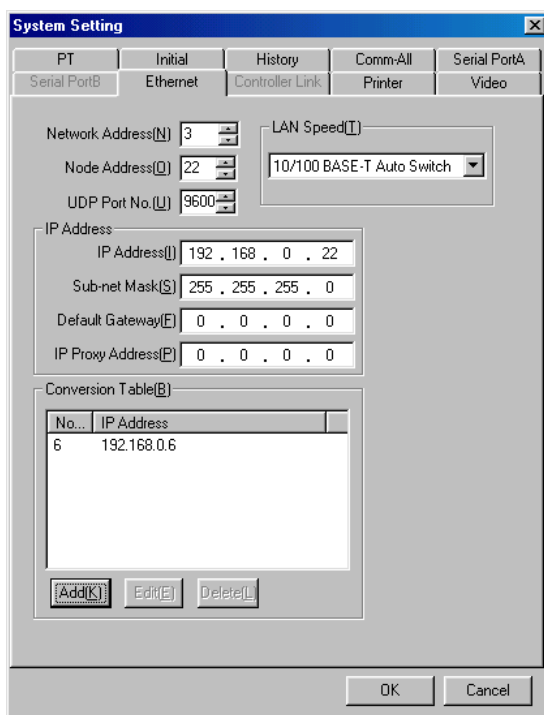 System Setting
PT Initial History Comm-All Serial PortA
Serial PortB Ethernet Controller Link Printer Video
Network Address(N) 3
LAN Speed(T)
Node Address(O) 22
10/100 BASE-T Auto Switch
UDP Port No.(U) 9600
IP Address
IP Address(I) 192 . 168 . 0 . 22
Sub-net Mask(S) 255 . 255 . 255 . 0
Default Gateway(F) 0 . 0 . 0 . 0
IP Proxy Address(P) 0 . 0 . 0 . 0
Conversion Table(B)
No... IP Address
6 192.168.0.6
Add(K) Edit(E) Delete(L)
OK Cancel